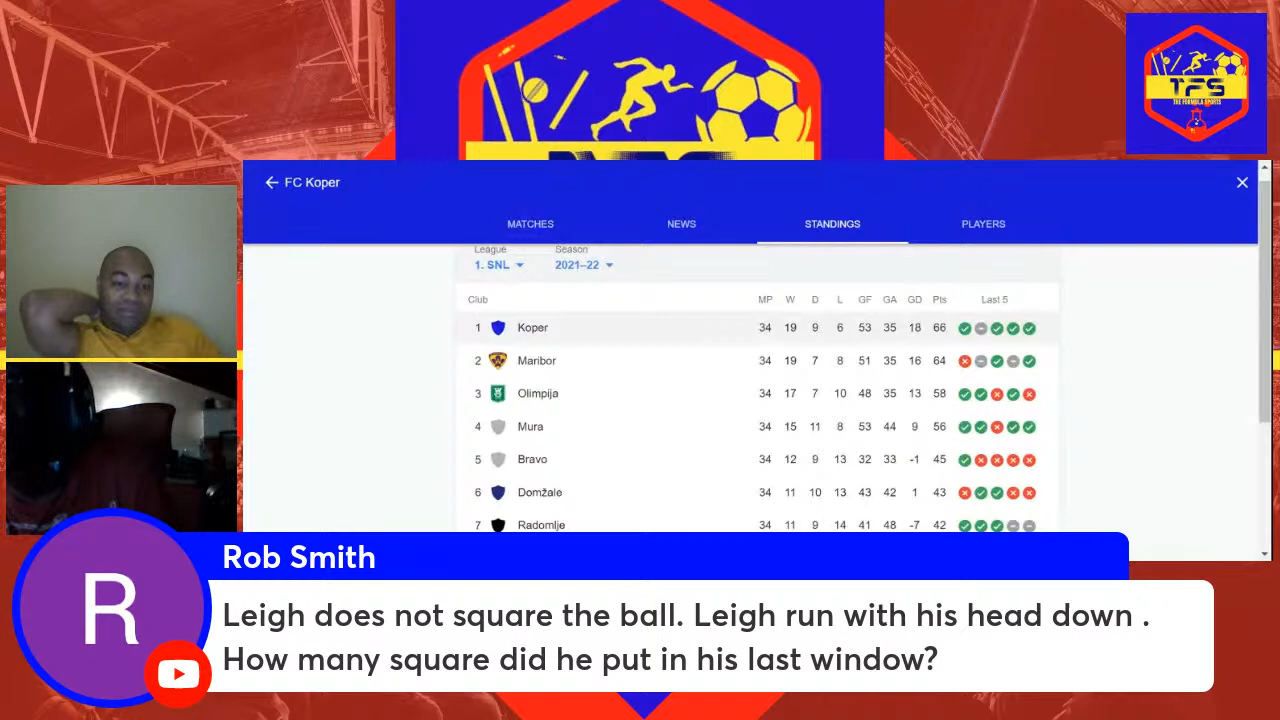 TFS
THE FORMULA SPORTS
FC Koper
MATCHES NEWS STANDINGS PLAYERS
League Season
1. SNL 2021–22
Club MP W D L GF GA GD Pts Last 5
1 Koper 34 19 9 6 53 35 18 66
2 Maribor 34 19 7 8 51 35 16 64
3 Olimpija 34 17 7 10 48 35 13 58
4 Mura 34 15 11 8 53 44 9 56
5 Bravo 34 12 9 13 32 33 -1 45
6 Domžale 34 11 10 13 43 42 1 43
7 Radomlje 34 11 9 14 41 48 -7 42
R
Rob Smith
Leigh does not square the ball. Leigh run with his head down .
How many square did he put in his last window?